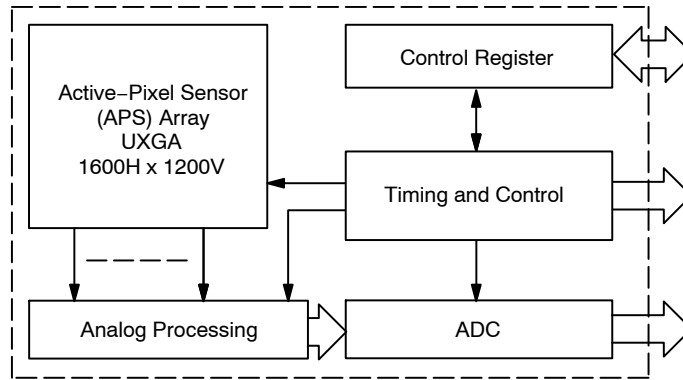 Active–Pixel Sensor
(APS) Array
UXGA
1600H x 1200V
Control Register
Timing and Control
Analog Processing
ADC